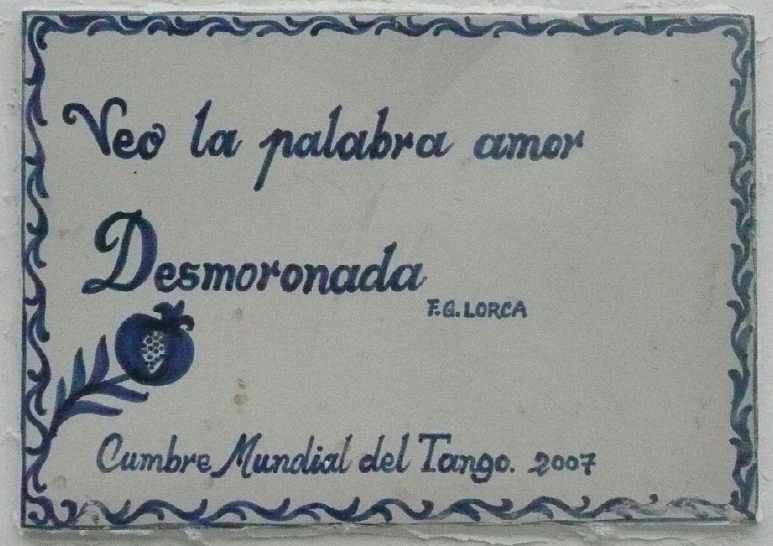 Veo la palabra amor
Desmoronada
F.G.LORCA
Cumbre Mundial del Tango. 2007